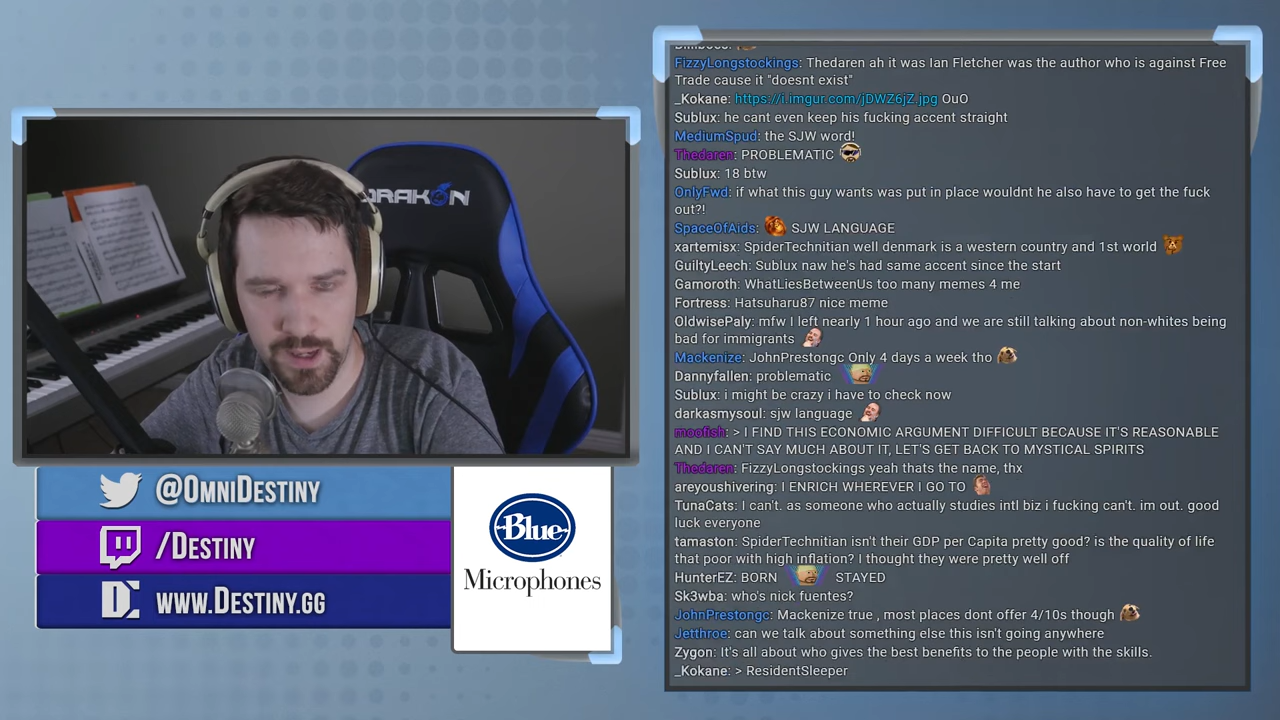 FizzyLongstockings: Thedaren ah it was Ian Fletcher was the author who is against Free
Trade cause it "doesnt exist"
_Kokane: https://i.imgur.com/jDWZ6jZ.jpg OuO
Sublux: he cant even keep his fucking accent straight
MediumSpud: the SJW word!
Thedaren: PROBLEMATIC
Sublux: 18 btw
OnlyFwd: if what this guy wants was put in place wouldnt he also have to get the fuck
out?!
SpaceOfAids: SJW LANGUAGE
xartemisx: SpiderTechnitian well denmark is a western country and 1st world
GuiltyLeech: Sublux naw he's had same accent since the start
Gamoroth: WhatLiesBetweenUs too many memes 4 me
Fortress: Hatsuharu87 nice meme
OldwisePaly: mfw I left nearly 1 hour ago and we are still talking about non-whites being
bad for immigrants
Mackenize: JohnPrestongc Only 4 days a week tho
Dannyfallen: problematic
Sublux: i might be crazy i have to check now
darkasmysoul: sjw language
mootish: > I FIND THIS ECONOMIC ARGUMENT DIFFICULT BECAUSE IT'S REASONABLE
AND I CAN'T SAY MUCH ABOUT IT, LET'S GET BACK TO MYSTICAL SPIRITS
Thedaren: FizzyLongstockings yeah thats the name, thx
areyoushivering: I ENRICH WHEREVER I GO TO
TunaCats: I can't. as someone who actually studies intl biz i fucking can't. im out. good
luck everyone
tamaston: SpiderTechnitian isn't their GDP per Capita pretty good? is the quality of life
that poor with high inflation? I thought they were pretty well off
HunterEZ: BORN STAYED
Sk3wba: who's nick fuentes?
JohnPrestongc: Mackenize true , most places dont offer 4/10s though
Jetthroe: can we talk about something else this isn't going anywhere
Zygon: It's all about who gives the best benefits to the people with the skills.
_Kokane: > ResidentSleeper
DRAKON
@OmniDestiny
/Destiny
www.Destiny.gg
Blue
Microphones